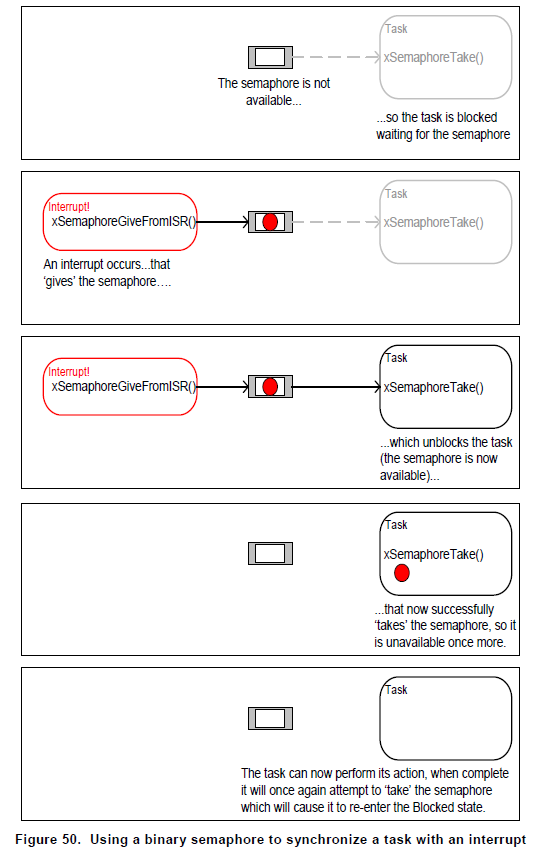 Task
xSemaphoreTake()
The semaphore is not
available...
...so the task is blocked
waiting for the semaphore
Interrupt!
xSemaphoreGiveFromISR()
Task
xSemaphoreTake()
An interrupt occurs...that
‘gives’ the semaphore….
Interrupt!
xSemaphoreGiveFromISR()
Task
xSemaphoreTake()
...which unblocks the task
(the semaphore is now
available)...
Task
xSemaphoreTake()
...that now successfully
‘takes’ the semaphore, so it
is unavailable once more.
Task
The task can now perform its action, when complete
it will once again attempt to ‘take’ the semaphore
which will cause it to re-enter the Blocked state.
Figure 50. Using a binary semaphore to synchronize a task with an interrupt